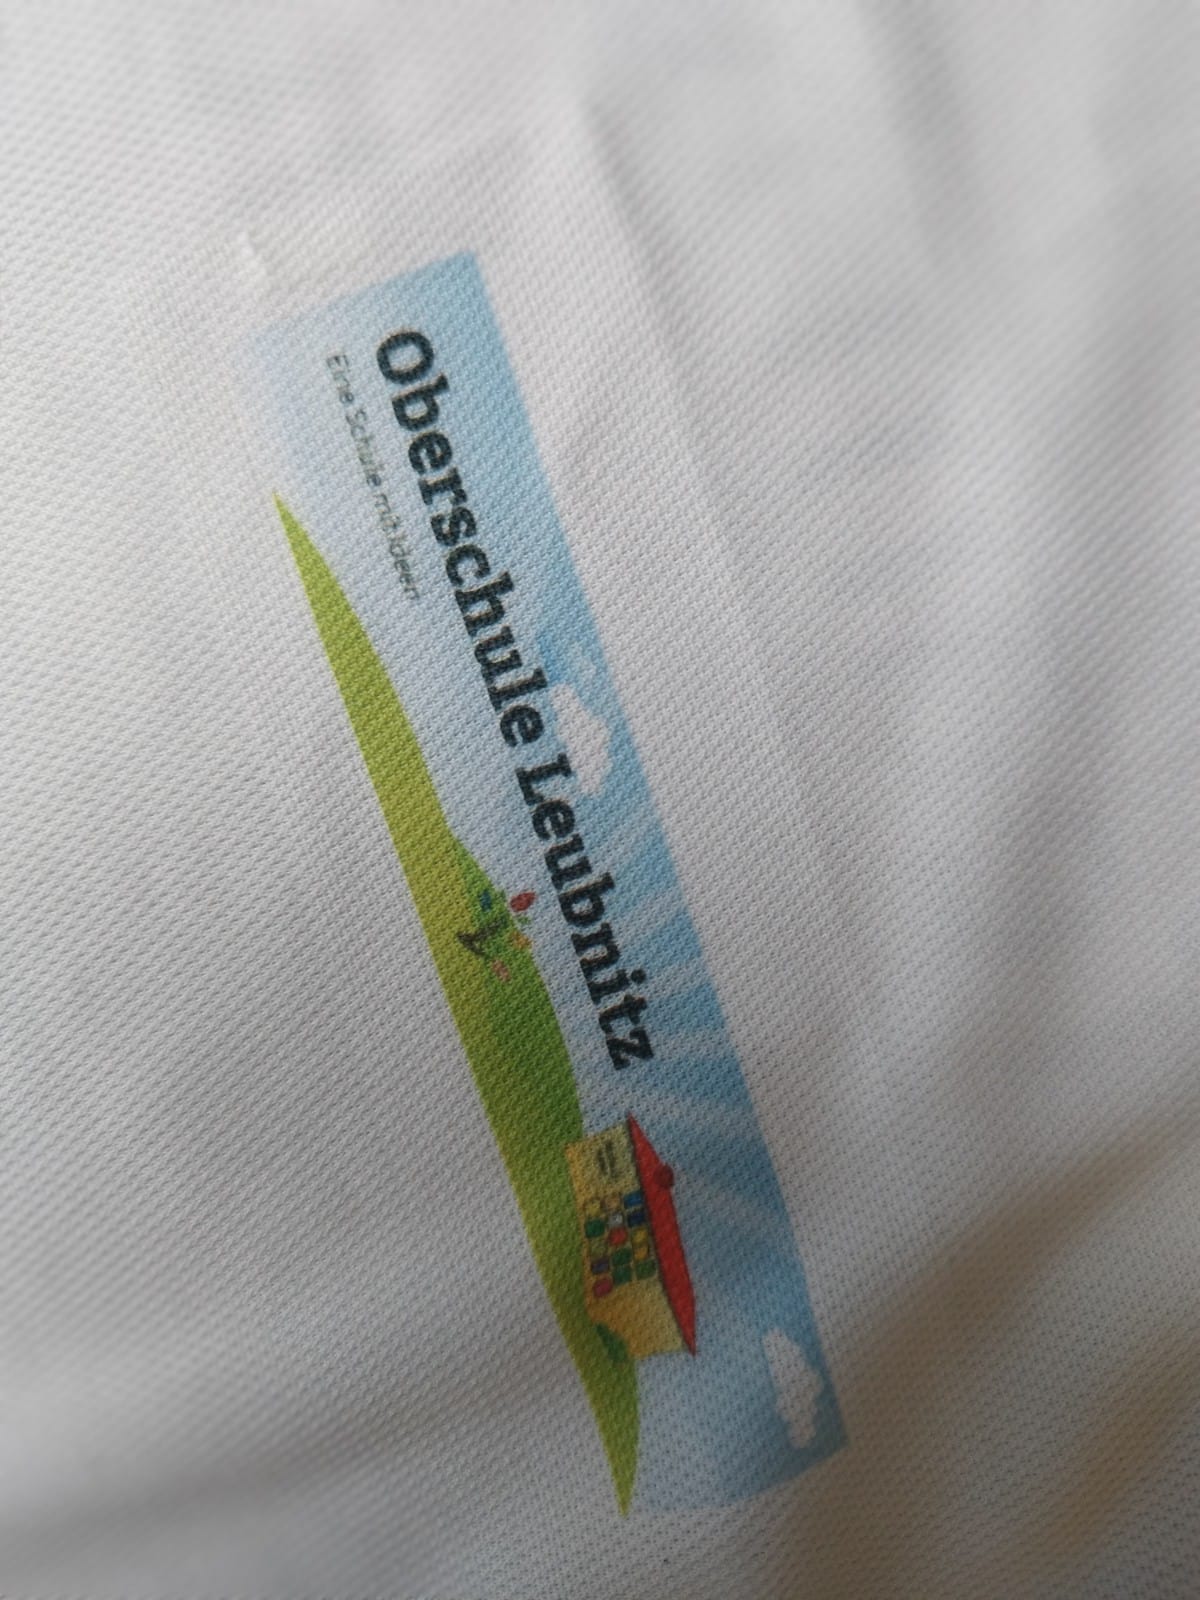 Oberschule Leubnitz
Eine Schule mit Ideen